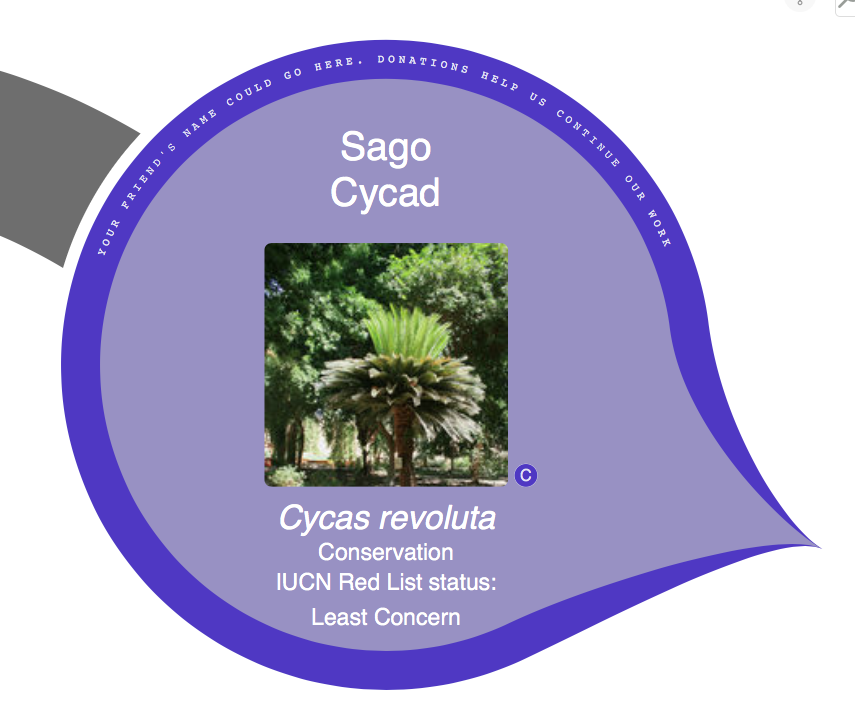 YOUR FRIEND'S NAME COULD GO HERE. DONATIONS HELP US CONTINUE OUR WORK
Sago
Cycad
C
Cycas revoluta
Conservation
IUCN Red List status:
Least Concern